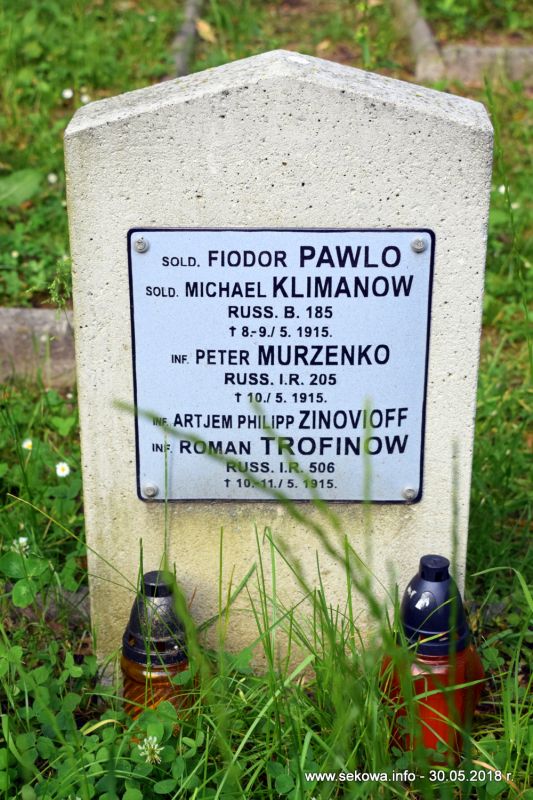 SOLD. FIODOR PAWLO
SOLD. MICHAEL KLIMANOW
RUSS. B. 185
† 8.-9./ 5. 1915.
INF. PETER MURZENKO
RUSS. I.R. 205
† 10./ 5. 1915.
INF. ARTJEM PHILIPP ZINOVIOFF
INF. ROMAN TROFINOW
RUSS. I.R. 506
† 10.-11./ 5. 1915.
www.sekowa.info - 30.05.2018 r.